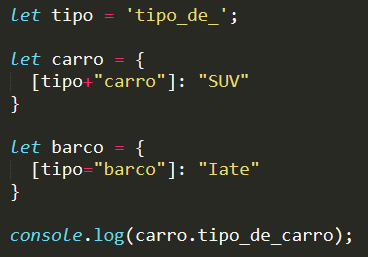 let tipo = 'tipo_de_';
let carro = {
[tipo+"carro"]: "SUV"
}
let barco = {
[tipo="barco"]: "Iate"
}
console.log(carro.tipo_de_carro);